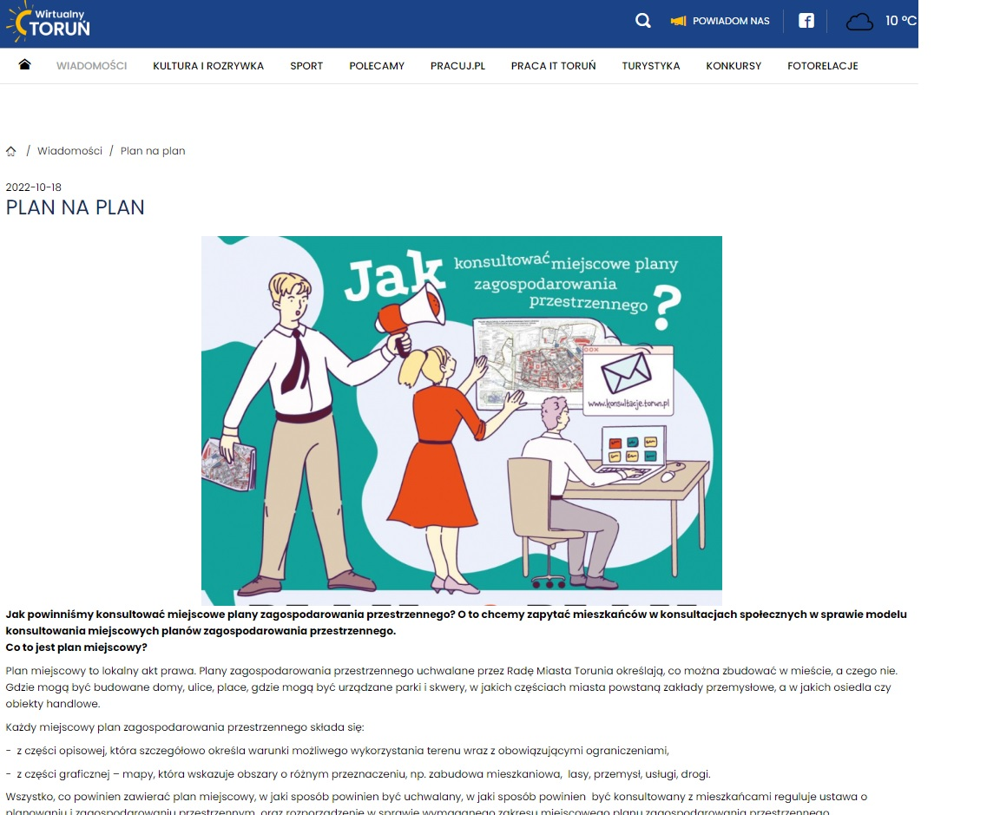 Wirtualny
TORUŃ
POWIADOM NAS
10 °C
WIADOMOŚCI
KULTURA I ROZRYWKA
SPORT
POLECAMY
PRACUJ.PL
PRACA IT TORUŃ
TURYSTYKA
KONKURSY
FOTORELACJE
/ Wiadomości / Plan na plan
2022-10-18
PLAN NA PLAN
Jak konsultować miejscowe plany
zagospodarowania
przestrzennego ?
www.konsultacje.torun.pl
Jak powinniśmy konsultować miejscowe plany zagospodarowania przestrzennego? O to chcemy zapytać mieszkańców w konsultacjach społecznych w sprawie modelu
konsultowania miejscowych planów zagospodarowania przestrzennego.
Co to jest plan miejscowy?
Plan miejscowy to lokalny akt prawa. Plany zagospodarowania przestrzennego uchwalane przez Radę Miasta Torunia określają, co można zbudować w mieście, a czego nie.
Gdzie mogą być budowane domy, ulice, place, gdzie mogą być urządzane parki i skwery, w jakich częściach miasta powstaną zakłady przemysłowe, a w jakich osiedla czy
obiekty handlowe.
Każdy miejscowy plan zagospodarowania przestrzennego składa się:
- z części opisowej, która szczegółowo określa warunki możliwego wykorzystania terenu wraz z obowiązującymi ograniczeniami,
- z części graficznej – mapy, która wskazuje obszary o różnym przeznaczeniu, np. zabudowa mieszkaniowa, lasy, przemysł, usługi, drogi.
Wszystko, co powinien zawierać plan miejscowy, w jaki sposób powinien być uchwalany, w jaki sposób powinien być konsultowany z mieszkańcami reguluje ustawa o
planowaniu i zagospodarowaniu przestrzennym oraz rozporządzenie w sprawie wymaganego zakresu miejscowego planu zagospodarowania przestrzennego